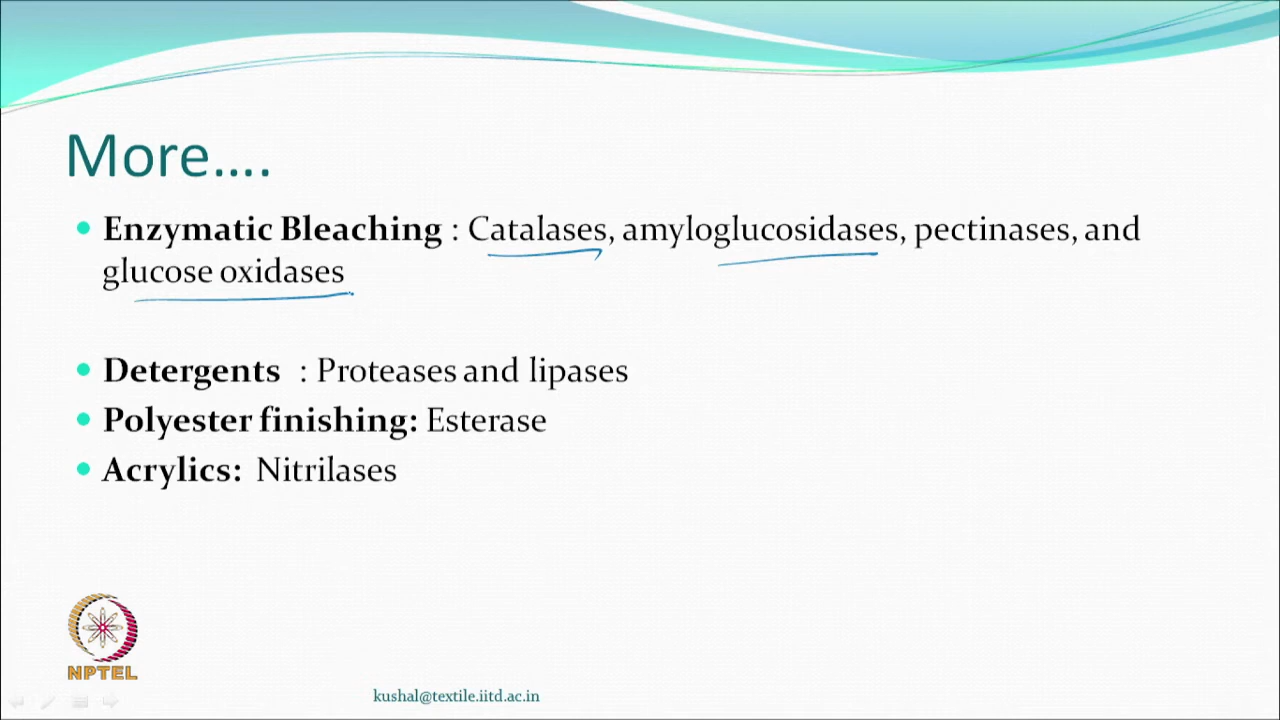 More....
Enzymatic Bleaching : Catalases, amyloglucosidases, pectinases, and
glucose oxidases
Detergents : Proteases and lipases
Polyester finishing: Esterase
Acrylics: Nitrilases
NPTEL
kushal@textile.iitd.ac.in